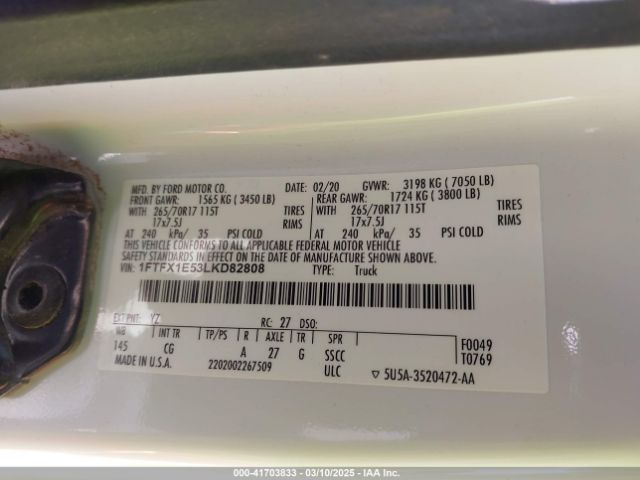 MFD. BY FORD MOTOR CO. DATE: 02/20 GVWR: 3198 KG ( 7050 LB)
FRONT GAWR: 1565 KG ( 3450 LB) REAR GAWR: 1724 KG ( 3800 LB)
WITH 265/70R17 115T TIRES WITH 265/70R17 115T TIRES
17x7.5J RIMS 17x7.5J RIMS
AT 240 kPa/ 35 PSI COLD AT 240 kPa/ 35 PSI COLD
THIS VEHICLE CONFORMS TO ALL APPLICABLE FEDERAL MOTOR VEHICLE
SAFETY STANDARDS IN EFFECT ON THE DATE OF MANUFACTURE SHOWN ABOVE.
VIN: 1FTFX1E53LKD82808 TYPE: Truck
EXT PNT: YZ RC: 27 DSO:
WB INT TR TP/PS R AXLE TR SPR F0049
145 CG A 27 G SSCC T0769
MADE IN U.S.A. 2202002267509 ULC ▽ 5U5A-3520472-AA
000-41703833 - 03/10/2025 - IAA Inc.